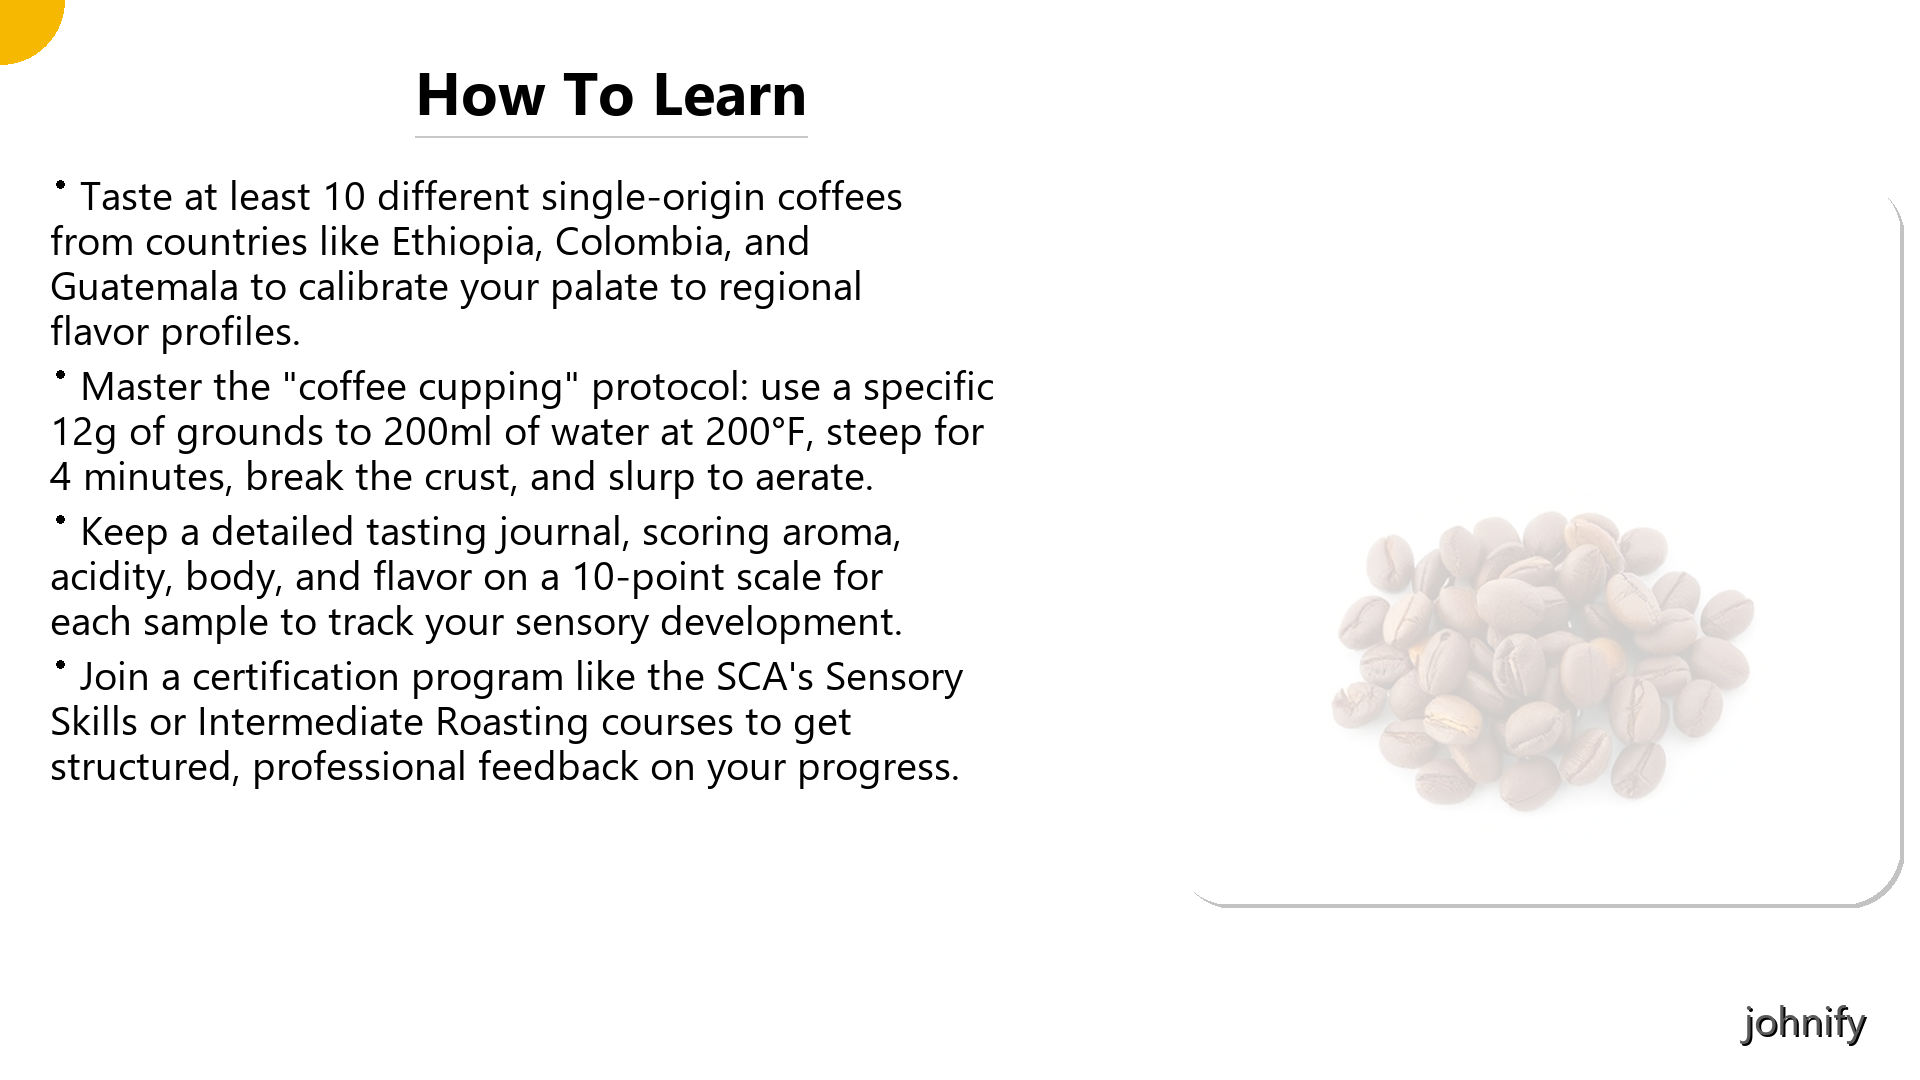 How To Learn
• Taste at least 10 different single-origin coffees
from countries like Ethiopia, Colombia, and
Guatemala to calibrate your palate to regional
flavor profiles.
• Master the "coffee cupping" protocol: use a specific
12g of grounds to 200ml of water at 200°F, steep for
4 minutes, break the crust, and slurp to aerate.
• Keep a detailed tasting journal, scoring aroma,
acidity, body, and flavor on a 10-point scale for
each sample to track your sensory development.
• Join a certification program like the SCA's Sensory
Skills or Intermediate Roasting courses to get
structured, professional feedback on your progress.
johnify